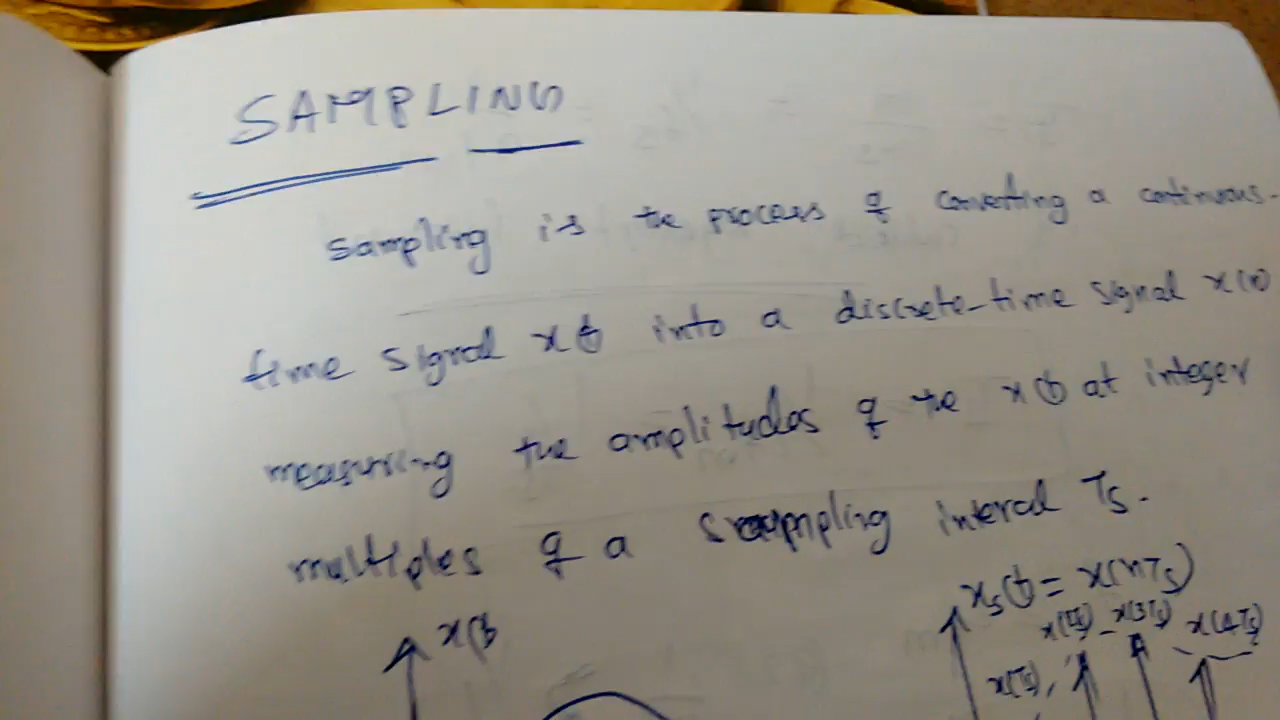 SAMPLING
Sampling is the process of converting a continuous-
time signal x(t) into a discrete-time signal x(n)
measuring the amplitudes of the x(t) at integer
multiples of a sampling interal Ts.
x(t)
xs(t) = x(nTs)
x(Ts), x(2Ts) - x(3Ts) x(4Ts)